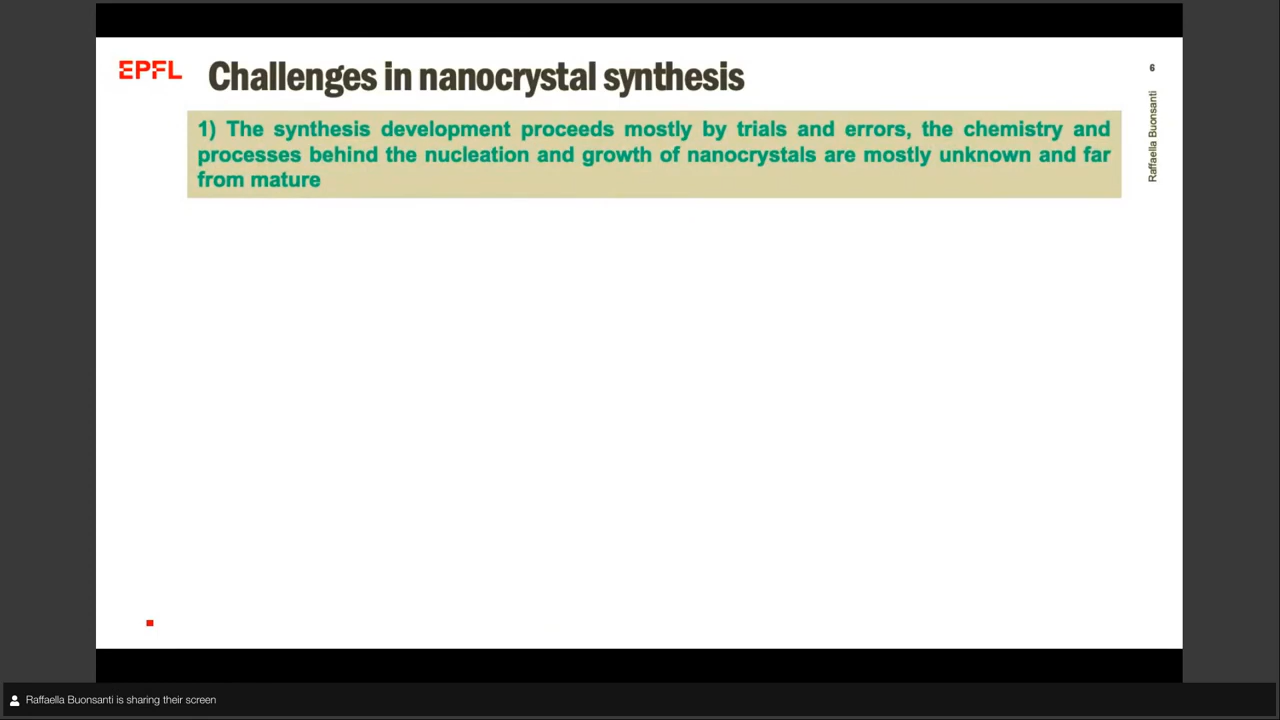 EPFL
Challenges in nanocrystal synthesis
6
Raffaella Buonsanti
1) The synthesis development proceeds mostly by trials and errors, the chemistry and
processes behind the nucleation and growth of nanocrystals are mostly unknown and far
from mature
Raffaella Buonsanti is sharing their screen